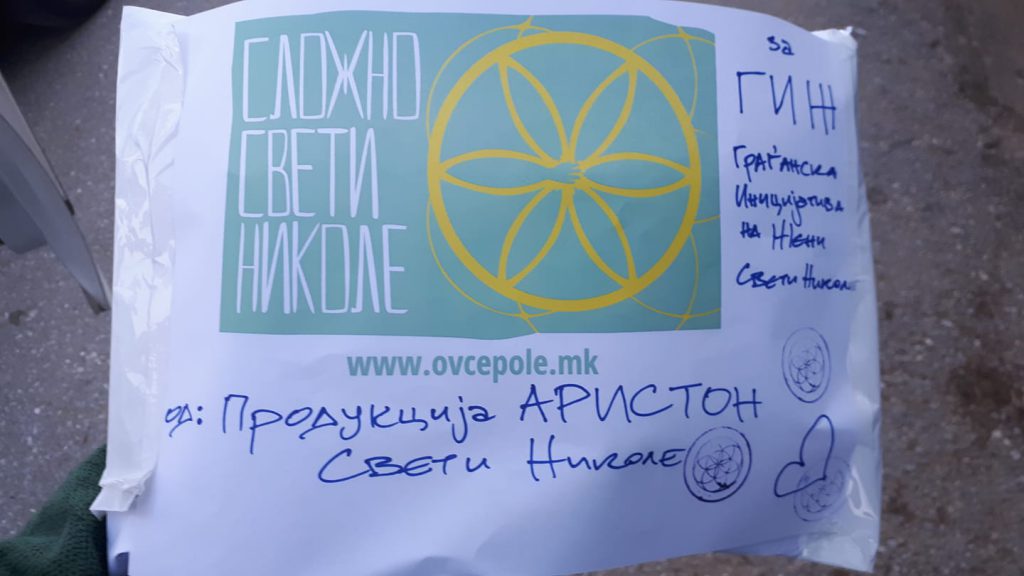 СЛОЖНО
СВЕТИ
НИКОЛЕ
www.ovcepole.mk
за
ГИЖ
Граѓанска
Иницијатива
на Жени
Свети Николе
од: Продукција АРИСТОН
Свети Николе